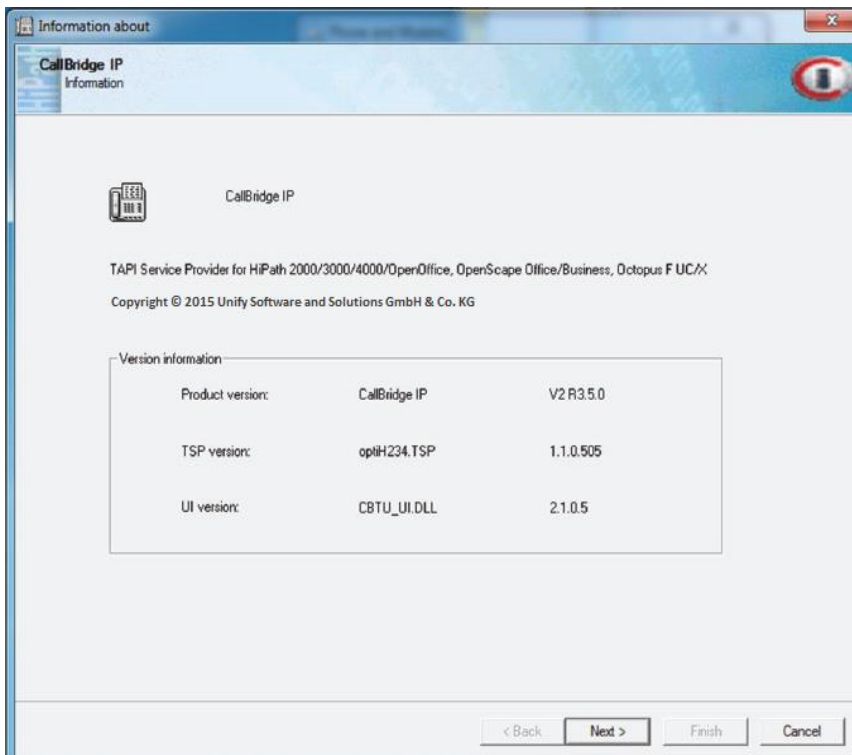 Information about
CallBridge IP
Information
CallBridge IP
TAPI Service Provider for HiPath 2000/3000/4000/OpenOffice, OpenScape Office/Business, Octopus F UC/X
Copyright © 2015 Unify Software and Solutions GmbH & Co. KG
Version information
Product version: CallBridge IP V2 R3.5.0
TSP version: optiH234.TSP 1.1.0.505
UI version: CBTU_UI.DLL 2.1.0.5
< Back Next > Finish Cancel